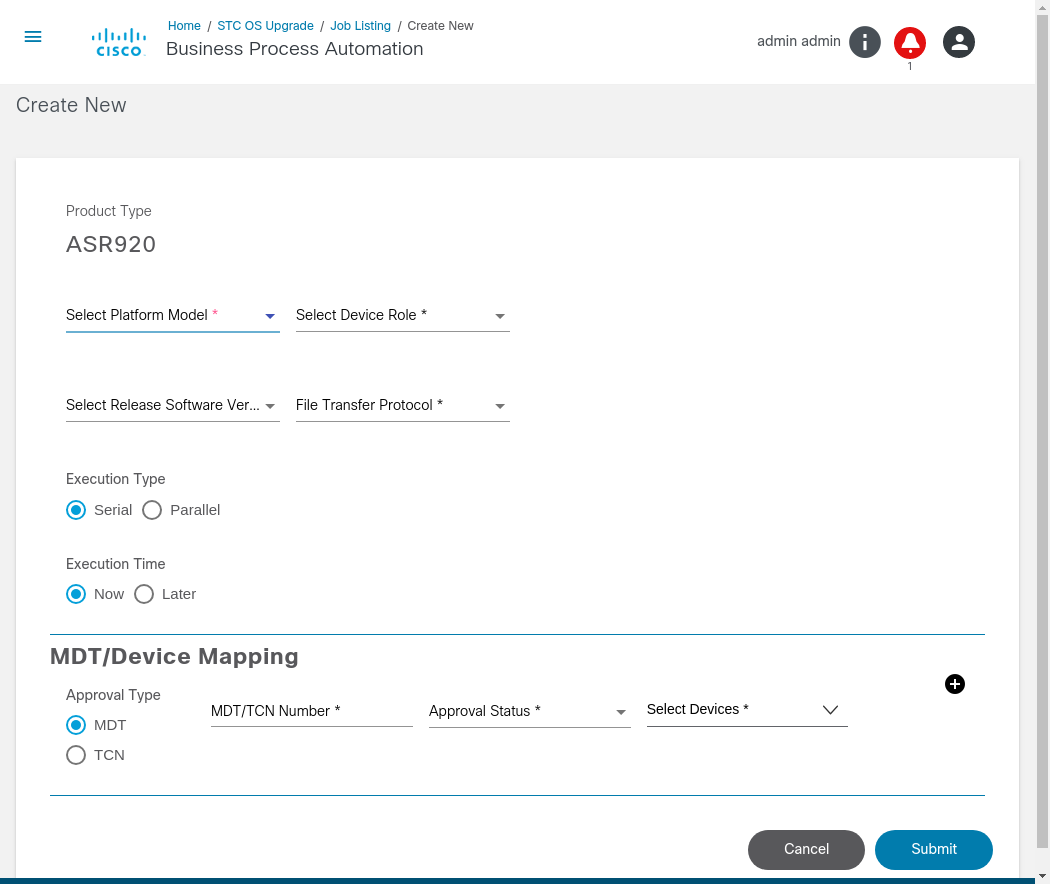 Home / STC OS Upgrade / Job Listing / Create New
CISCO
Business Process Automation
admin admin
1
Create New
Product Type
ASR920
Select Platform Model *
Select Device Role *
Select Release Software Ver...
File Transfer Protocol *
Execution Type
Serial
Parallel
Execution Time
Now
Later
MDT/Device Mapping
Approval Type
MDT
TCN
MDT/TCN Number *
Approval Status *
Select Devices *
Cancel
Submit